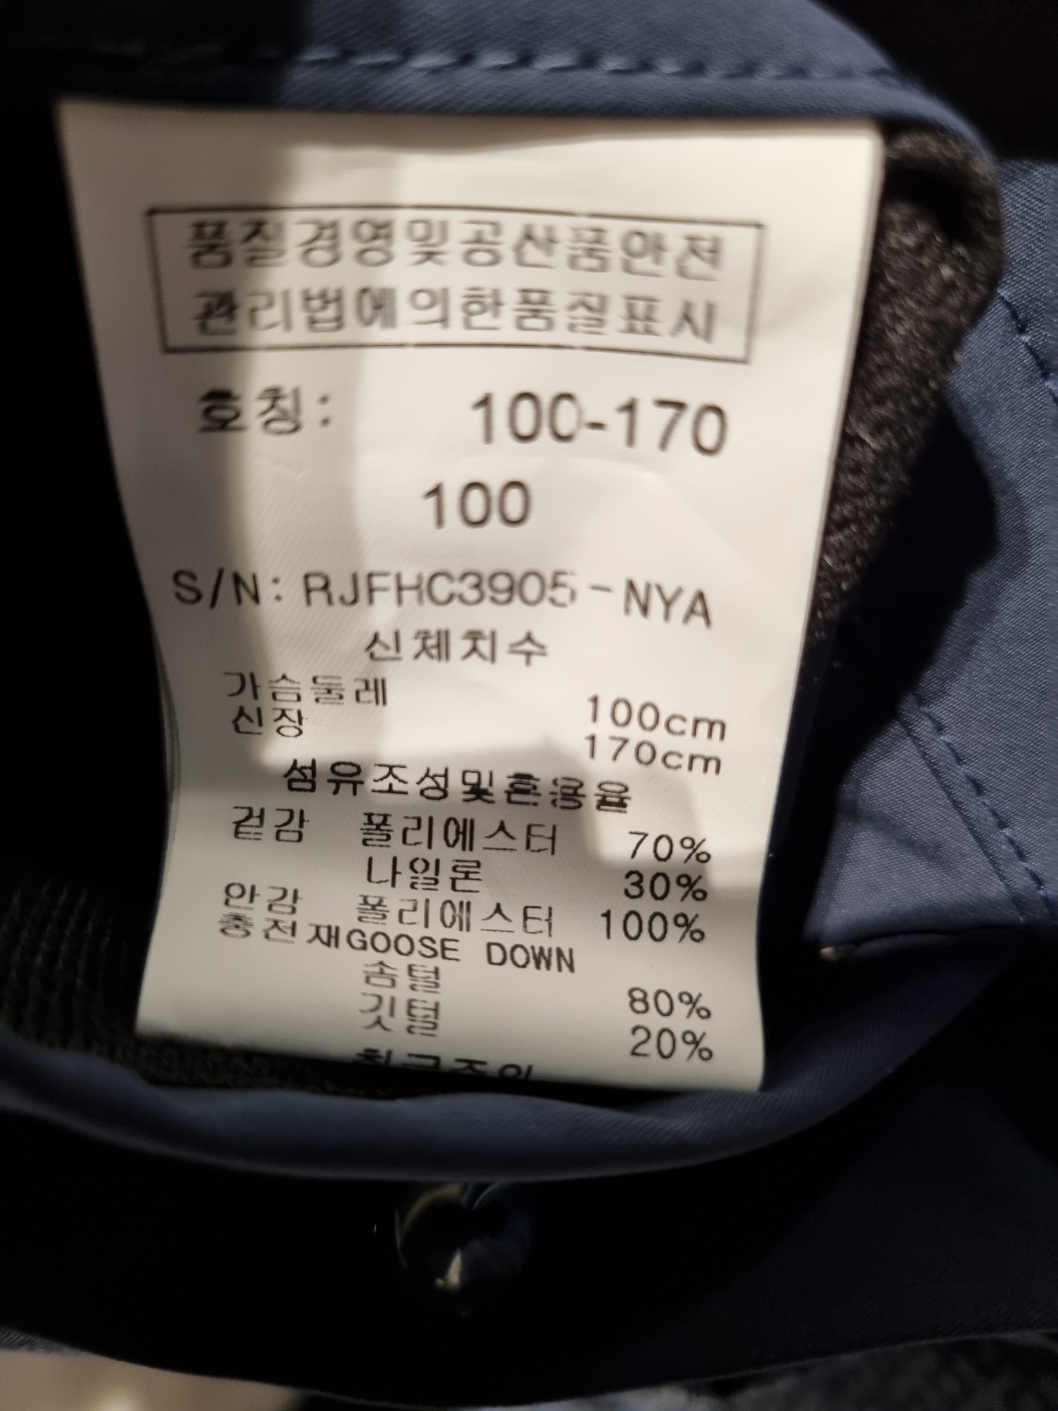 품질경영및공산품안전
관리법에의한품질표시
호칭: 100-170
100
S/N: RJFHC3905-NYA
신체치수
가슴둘레 100cm
신장 170cm
섬유조성및혼용율
겉감 폴리에스터 70%
나일론 30%
안감 폴리에스터 100%
충전재GOOSE DOWN
솜털 80%
깃털 20%